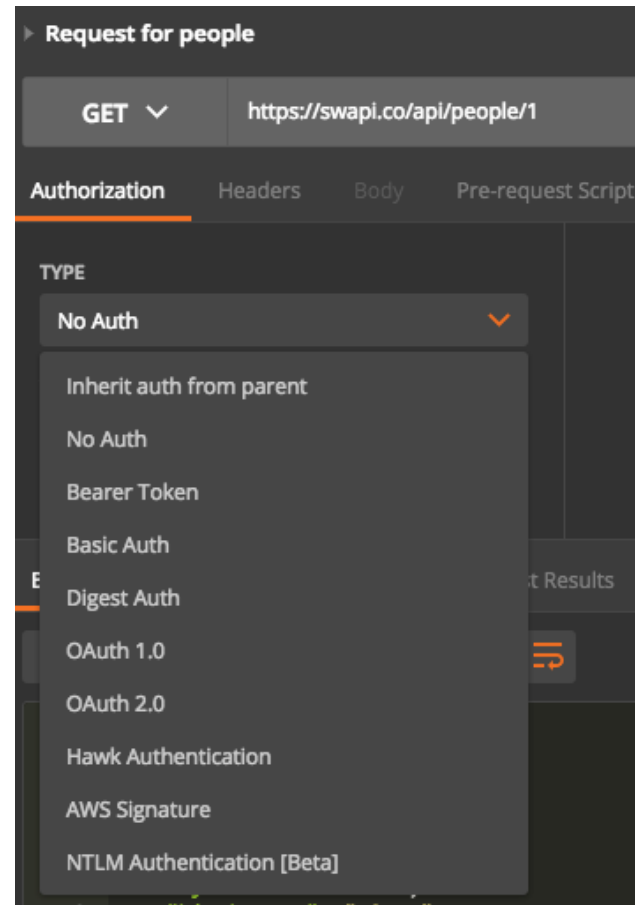 Request for people
GET https://swapi.co/api/people/1
Authorization Headers Body Pre-request Script
TYPE
No Auth
Inherit auth from parent
No Auth
Bearer Token
Basic Auth
Digest Auth
Results
OAuth 1.0
OAuth 2.0
Hawk Authentication
AWS Signature
NTLM Authentication [Beta]